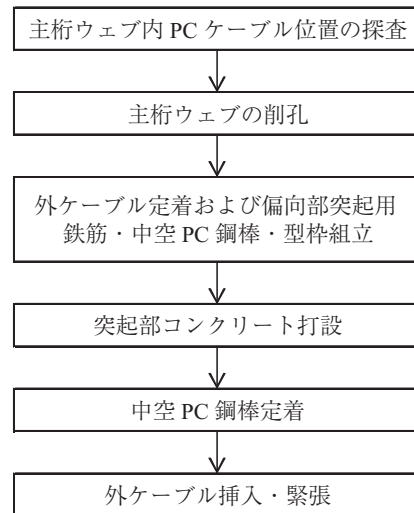 主桁ウェブ内 PC ケーブル位置の探査
主桁ウェブの削孔
外ケーブル定着および偏向部突起用
鉄筋・中空 PC 鋼棒・型枠組立
突起部コンクリート打設
中空 PC 鋼棒定着
外ケーブル挿入・緊張